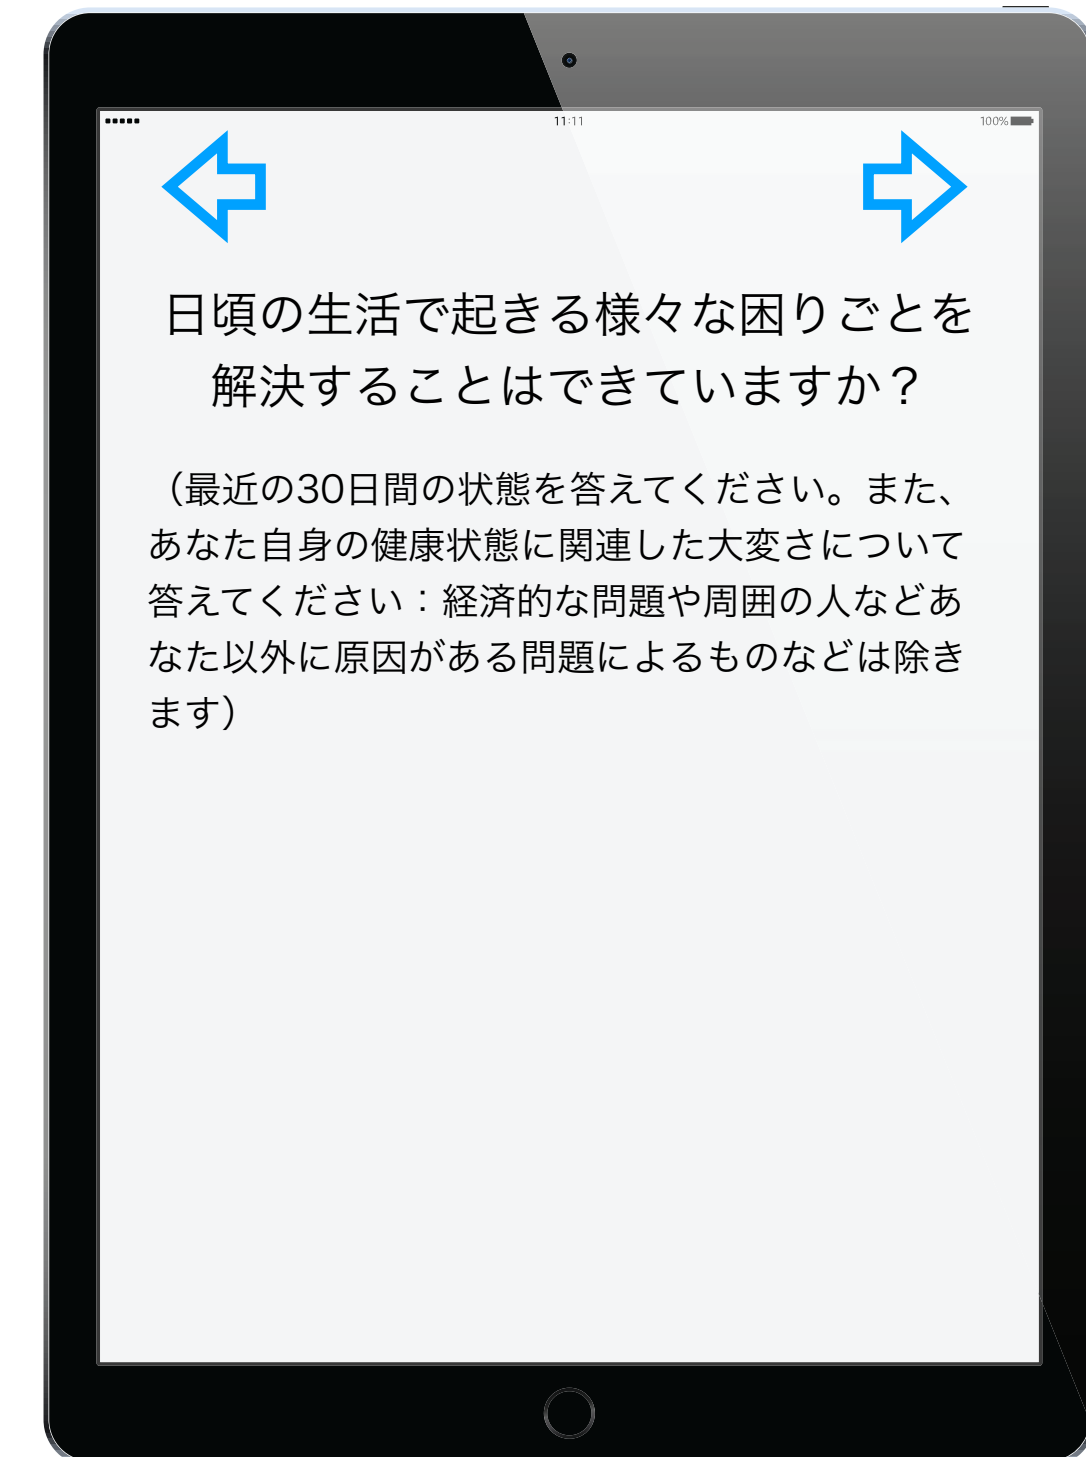 11:11
100%
日頃の生活で起きる様々な困りごとを
解決することはできていますか？
（最近の30日間の状態を答えてください。また、
あなた自身の健康状態に関連した大変さについて
答えてください：経済的な問題や周囲の人などあ
なた以外に原因がある問題によるものなどは除き
ます）